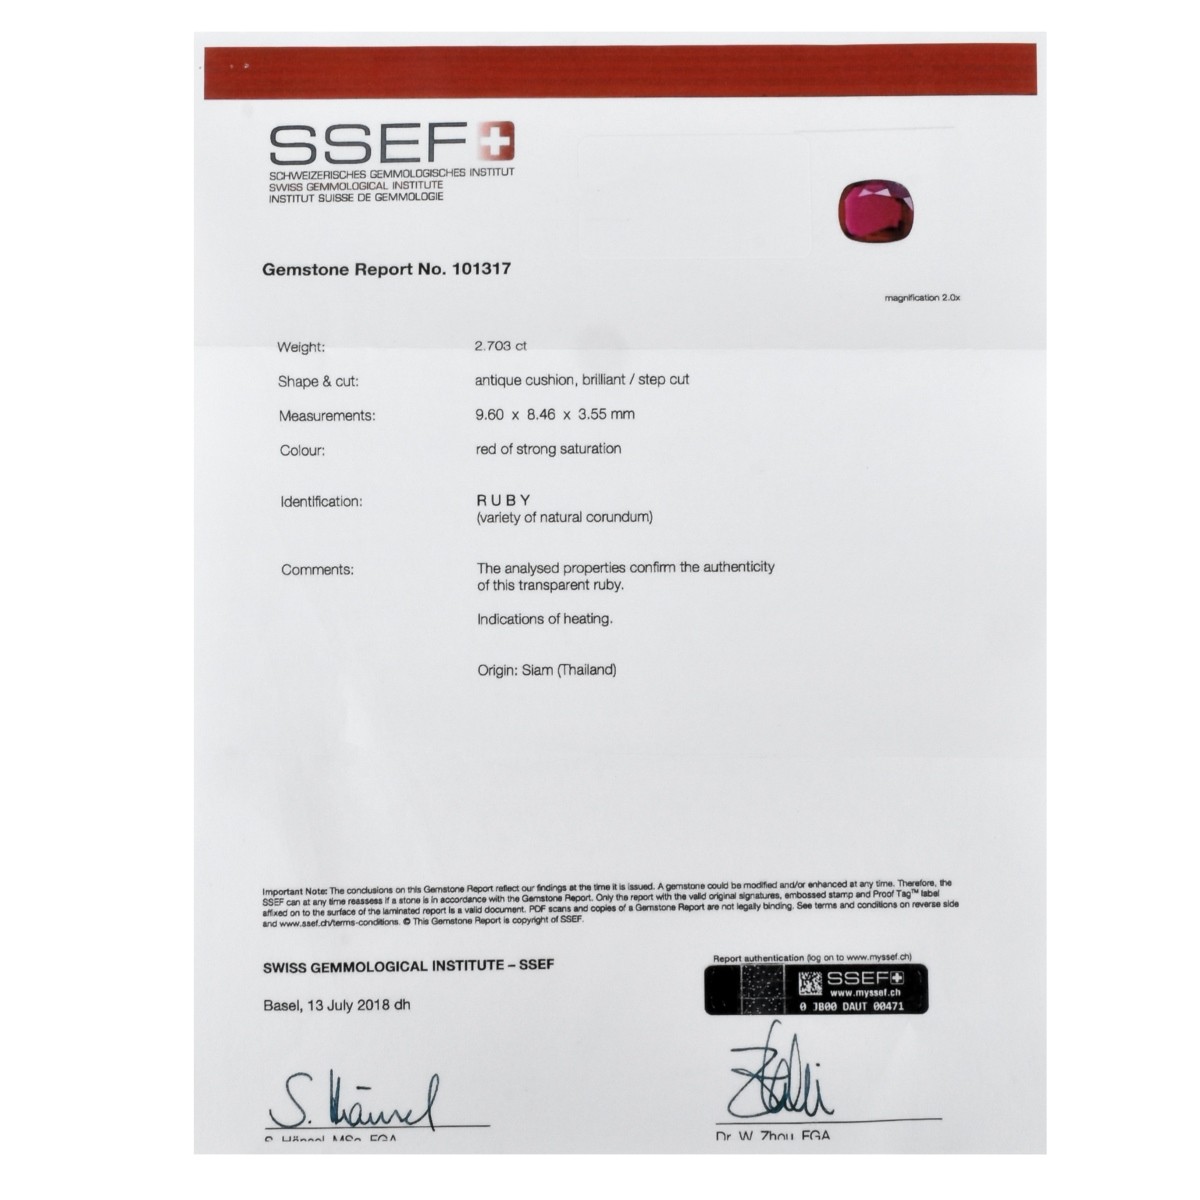 SSEF
SCHWEIZERISCHES GEMMOLOGISCHES INSTITUT
SWISS GEMMOLOGICAL INSTITUTE
INSTITUT SUISSE DE GEMMOLOGIE
Gemstone Report No. 101317
magnification 2.0x
Weight: 2.703 ct
Shape & cut: antique cushion, brilliant / step cut
Measurements: 9.60 x 8.46 x 3.55 mm
Colour: red of strong saturation
Identification: RUBY
(variety of natural corundum)
Comments: The analysed properties confirm the authenticity
of this transparent ruby.
Indications of heating.
Origin: Siam (Thailand)
Important Note: The conclusions on this Gemstone Report reflect our findings at the time it is issued. A gemstone could be modified and/or enhanced at any time. Therefore, the
SSEF can at any time reassess if a stone is in accordance with the Gemstone Report. Only the report with the valid original signatures, embossed stamp and Proof Tag™ label
affixed on to the surface of the laminated report is a valid document. PDF scans and copies of a Gemstone Report are not legally binding. See terms and conditions on reverse side
and www.ssef.ch/terms-conditions. © This Gemstone Report is copyright of SSEF.
SWISS GEMMOLOGICAL INSTITUTE – SSEF
Report authentication (log on to www.myssef.ch)
SSEF
www.myssef.ch
0 JB00 DAUT 00471
Basel, 13 July 2018 dh
S. Hänsel
S. Hänsel MSc FGA
Dr W Zhou FGA